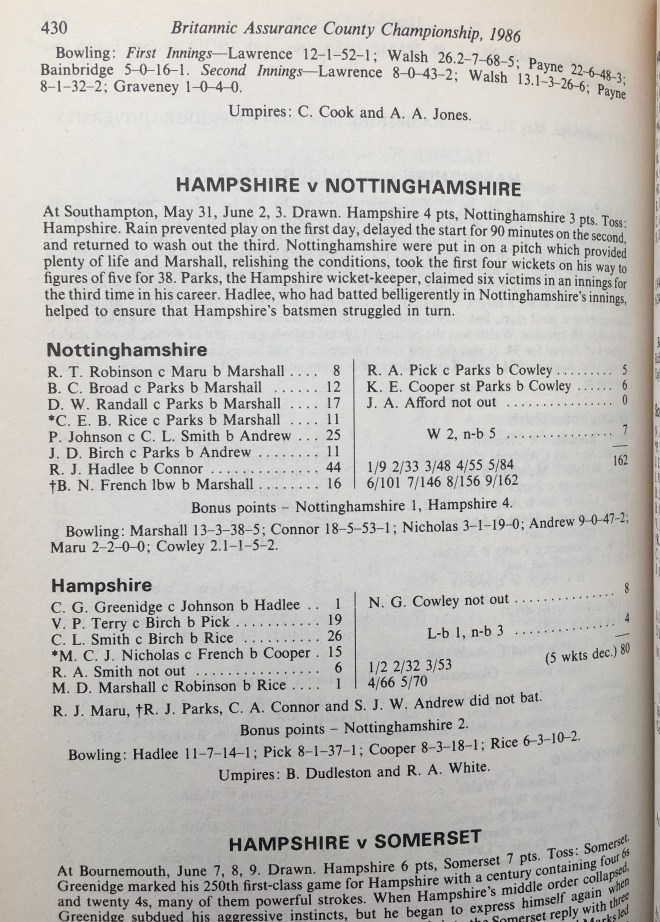 430 Britannic Assurance County Championship, 1986
Bowling: First Innings—Lawrence 12–1–52–1; Walsh 26.2–7–68–5; Payne 22–6–48–3;
Bainbridge 5–0–16–1. Second Innings—Lawrence 8–0–43–2; Walsh 13.1–3–26–6; Payne
8–1–32–2; Graveney 1–0–4–0.
Umpires: C. Cook and A. A. Jones.
HAMPSHIRE v NOTTINGHAMSHIRE
At Southampton, May 31, June 2, 3. Drawn. Hampshire 4 pts, Nottinghamshire 3 pts. Toss:
Hampshire. Rain prevented play on the first day, delayed the start for 90 minutes on the second,
and returned to wash out the third. Nottinghamshire were put in on a pitch which provided
plenty of life and Marshall, relishing the conditions, took the first four wickets on his way to
figures of five for 38. Parks, the Hampshire wicket-keeper, claimed six victims in an innings for
the third time in his career. Hadlee, who had batted belligerently in Nottinghamshire's innings,
helped to ensure that Hampshire's batsmen struggled in turn.
Nottinghamshire
R. T. Robinson c Maru b Marshall .... 8
B. C. Broad c Parks b Marshall ...... 12
D. W. Randall c Parks b Marshall .... 17
*C. E. B. Rice c Parks b Marshall .... 11
P. Johnson c C. L. Smith b Andrew ... 25
J. D. Birch c Parks b Andrew ........ 11
R. J. Hadlee b Connor .............. 44
†B. N. French lbw b Marshall ........ 16
R. A. Pick c Parks b Cowley ......... 5
K. E. Cooper st Parks b Cowley ...... 6
J. A. Afford not out ................ 0
W 2, n-b 5 ............... 7
1/9 2/33 3/48 4/55 5/84 162
6/101 7/146 8/156 9/162
Bonus points – Nottinghamshire 1, Hampshire 4.
Bowling: Marshall 13–3–38–5; Connor 18–5–53–1; Nicholas 3–1–19–0; Andrew 9–0–47–2;
Maru 2–2–0–0; Cowley 2.1–1–5–2.
Hampshire
C. G. Greenidge c Johnson b Hadlee .. 1
V. P. Terry c Birch b Pick ........... 19
C. L. Smith c Birch b Rice .......... 26
*M. C. J. Nicholas c French b Cooper . 15
R. A. Smith not out ................ 6
M. D. Marshall c Robinson b Rice .... 1
N. G. Cowley not out ............... 8
L-b 1, n-b 3 ............... 4
1/2 2/32 3/53 (5 wkts dec.) 80
4/66 5/70
R. J. Maru, †R. J. Parks, C. A. Connor and S. J. W. Andrew did not bat.
Bonus points – Nottinghamshire 2.
Bowling: Hadlee 11–7–14–1; Pick 8–1–37–1; Cooper 8–3–18–1; Rice 6–3–10–2.
Umpires: B. Dudleston and R. A. White.
HAMPSHIRE v SOMERSET
At Bournemouth, June 7, 8, 9. Drawn. Hampshire 6 pts, Somerset 7 pts. Toss: Somerset.
Greenidge marked his 250th first-class game for Hampshire with a century containing four 6s
and twenty 4s, many of them powerful strokes. When Hampshire's middle order collapsed,
Greenidge subdued his aggressive instincts, but he began to express himself again when
the Somerset reply with three